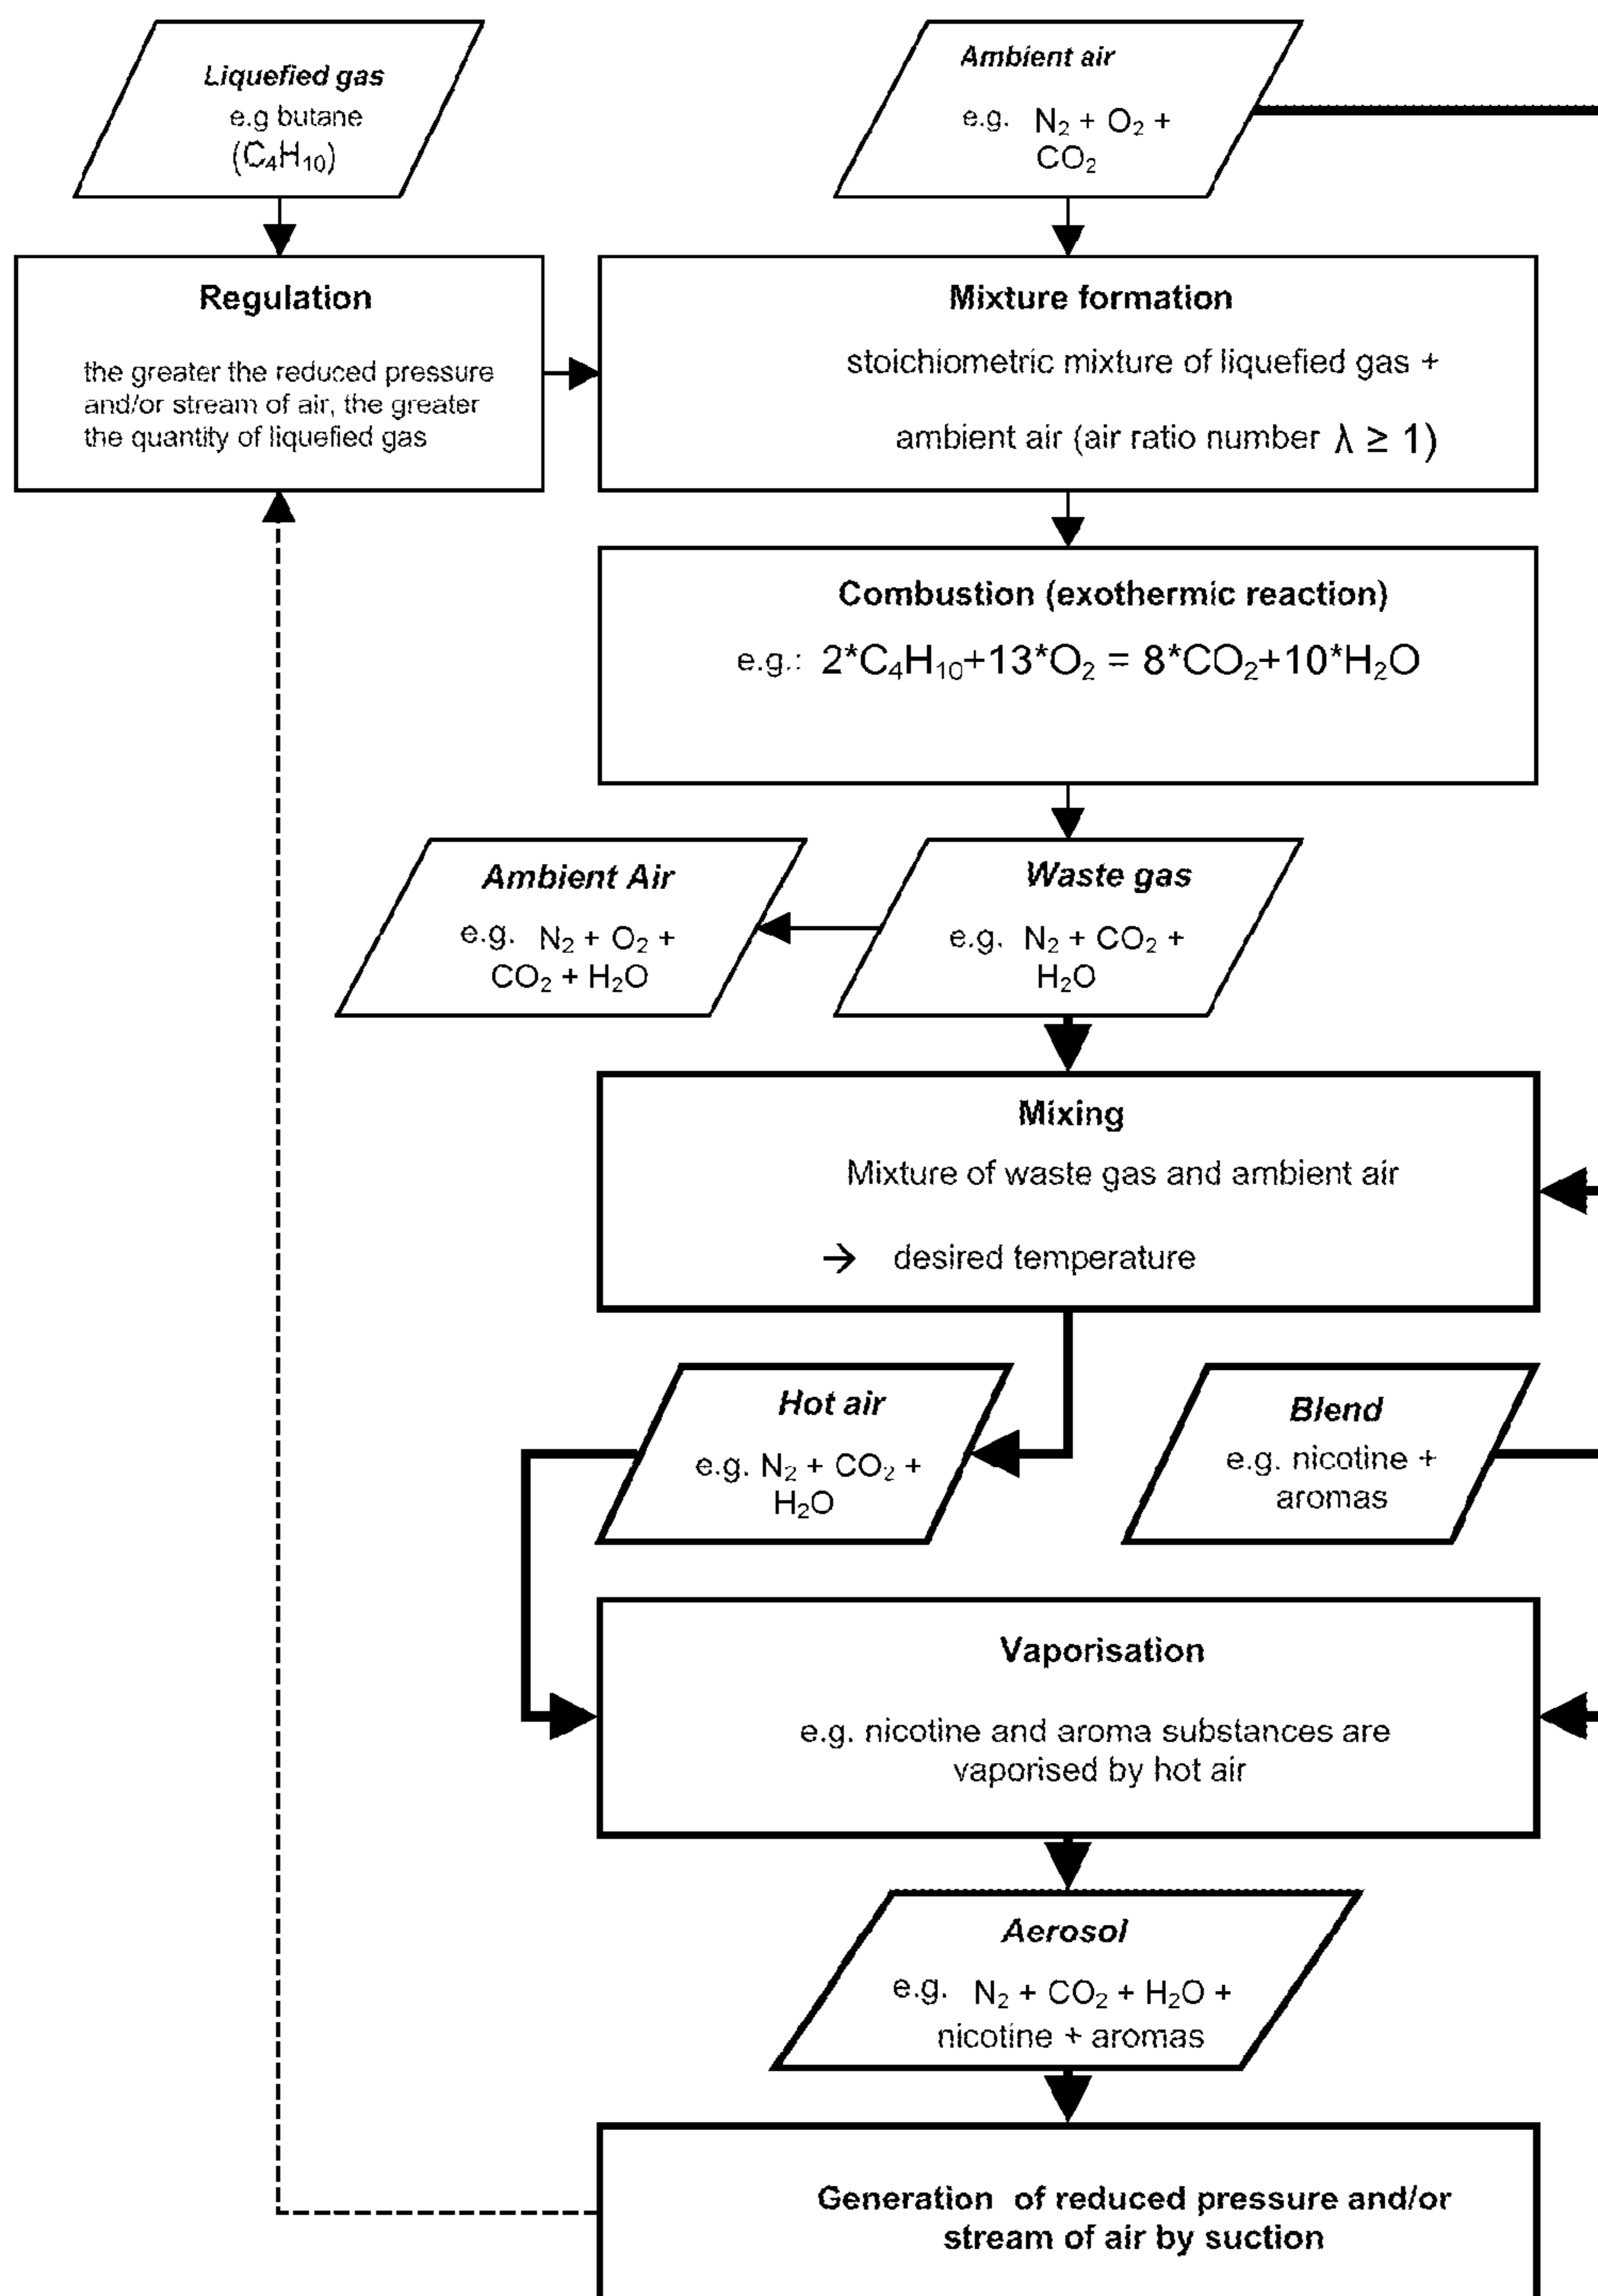 Liquefied gas
e.g butane
(C₄H₁₀)
Ambient air
e.g. N₂ + O₂ +
CO₂
Regulation
the greater the reduced pressure
and/or stream of air, the greater
the quantity of liquefied gas
Mixture formation
stoichiometric mixture of liquefied gas +
ambient air (air ratio number λ ≥ 1)
Combustion (exothermic reaction)
e.g.: 2*C₄H₁₀+13*O₂ = 8*CO₂+10*H₂O
Ambient Air
e.g. N₂ + O₂ +
CO₂ + H₂O
Waste gas
e.g. N₂ + CO₂ +
H₂O
Mixing
Mixture of waste gas and ambient air
→ desired temperature
Hot air
e.g. N₂ + CO₂ +
H₂O
Blend
e.g. nicotine +
aromas
Vaporisation
e.g. nicotine and aroma substances are
vaporised by hot air
Aerosol
e.g. N₂ + CO₂ + H₂O +
nicotine + aromas
Generation of reduced pressure and/or
stream of air by suction